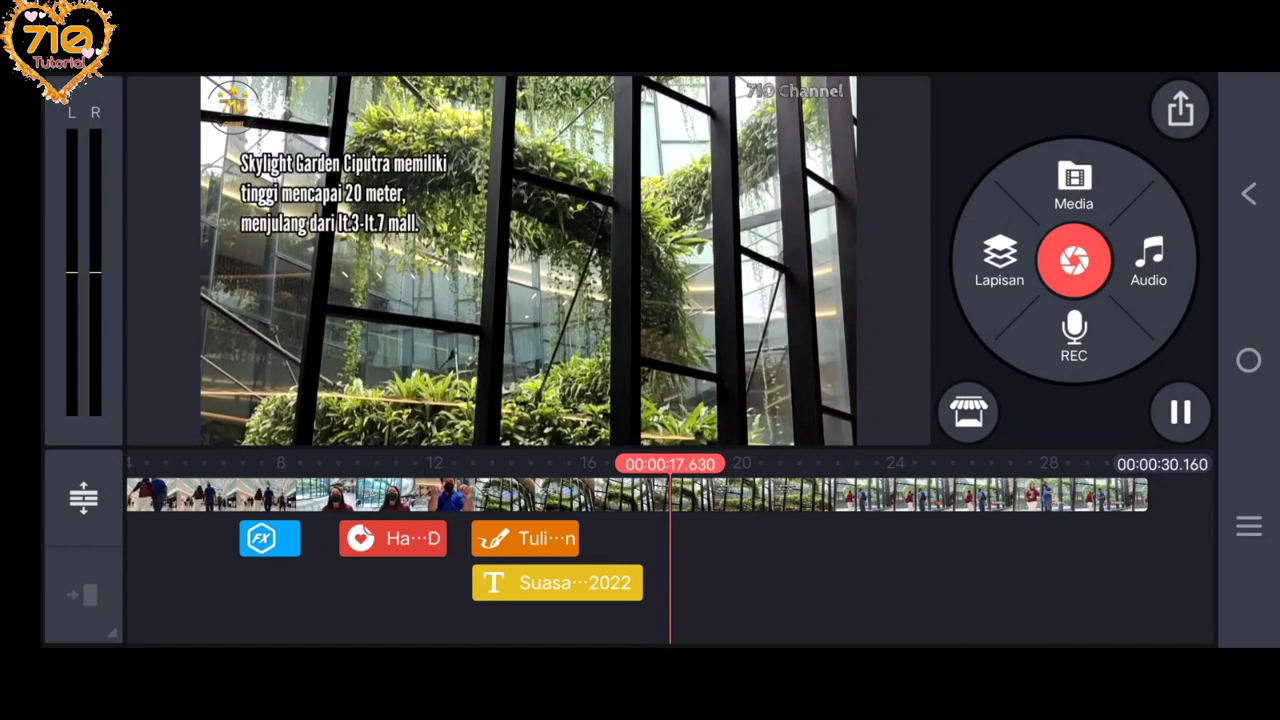 710
Tutorial
L R
710
710 Channel
Skylight Garden Ciputra memiliki
tinggi mencapai 20 meter,
menjulang dari lt.3-lt.7 mall.
Media
Lapisan
Audio
REC
4 8 12 16 00:00:17.630 20 24 28 00:00:30.160
FX Ha···D Tuli···n
T Suasa···2022